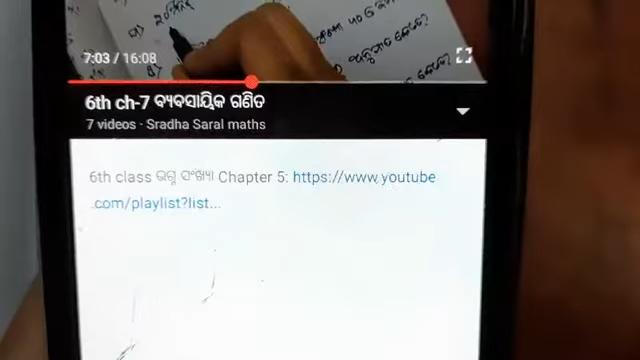 7:03 / 16:08
6th ch-7 ବ୍ୟବସାୟିକ ଗଣିତ
7 videos · Sradha Saral maths
6th class ଭଗ୍ନ ସଂଖ୍ୟା Chapter 5: https://www.youtube
.com/playlist?list...